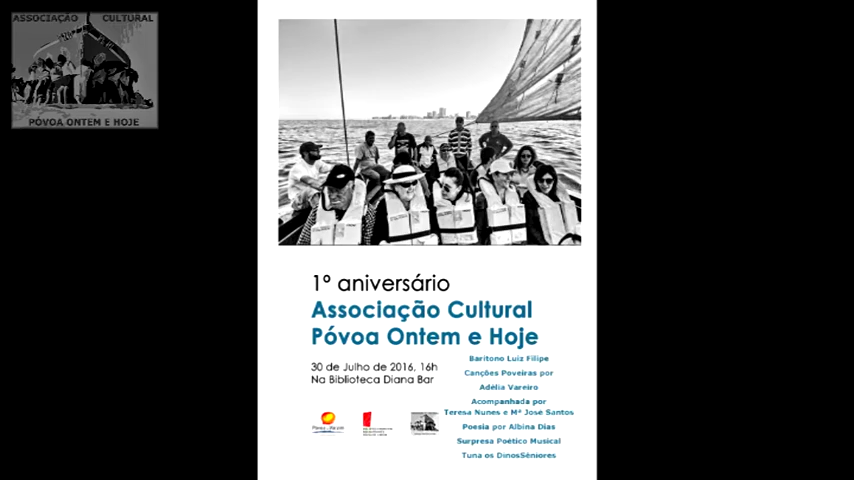 ASSOCIAÇÃO CULTURAL
PÓVOA ONTEM E HOJE
1º aniversário
Associação Cultural
Póvoa Ontem e Hoje
30 de Julho de 2016, 16h
Na Biblioteca Diana Bar
Barítono Luiz Filipe
Canções Poveiras por
Adélia Vareiro
Acompanhada por
Teresa Nunes e Mª José Santos
Poesia por Albina Dias
Surpresa Poético Musical
Tuna os DinosSéniores